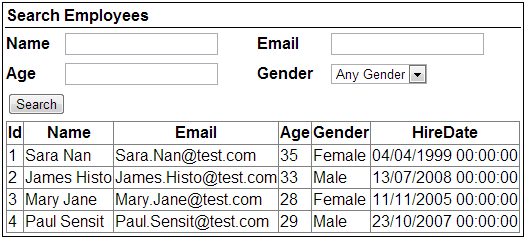 Search Employees
Name Email
Age Gender Any Gender
Search
Id Name Email Age Gender HireDate
1 Sara Nan Sara.Nan@test.com 35 Female 04/04/1999 00:00:00
2 James Histo James.Histo@test.com 33 Male 13/07/2008 00:00:00
3 Mary Jane Mary.Jane@test.com 28 Female 11/11/2005 00:00:00
4 Paul Sensit Paul.Sensit@test.com 29 Male 23/10/2007 00:00:00